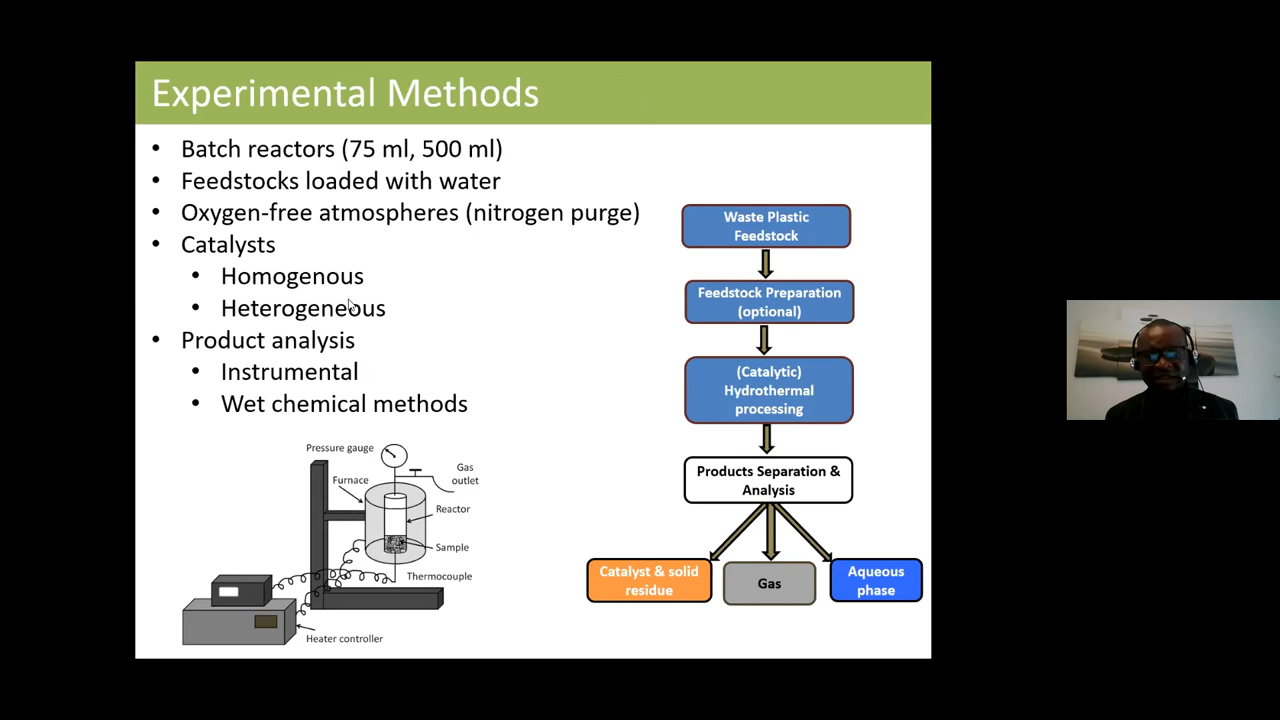 Experimental Methods
• Batch reactors (75 ml, 500 ml)
• Feedstocks loaded with water
• Oxygen-free atmospheres (nitrogen purge)
• Catalysts
• Homogenous
• Heterogeneous
• Product analysis
• Instrumental
• Wet chemical methods
Pressure gauge
Gas
outlet
Furnace
Reactor
Sample
Thermocouple
Heater controller
Waste Plastic
Feedstock
Feedstock Preparation
(optional)
(Catalytic)
Hydrothermal
processing
Products Separation &
Analysis
Catalyst & solid
residue
Gas
Aqueous
phase